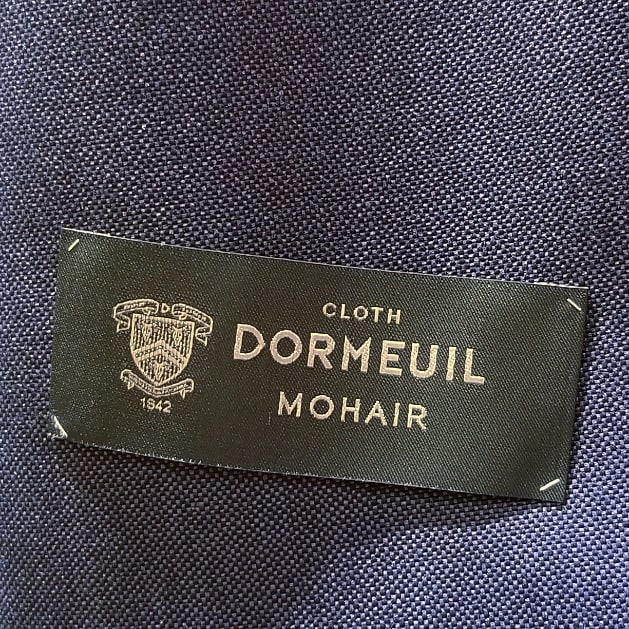 CLOTH
DORMEUIL
MOHAIR
D
1842